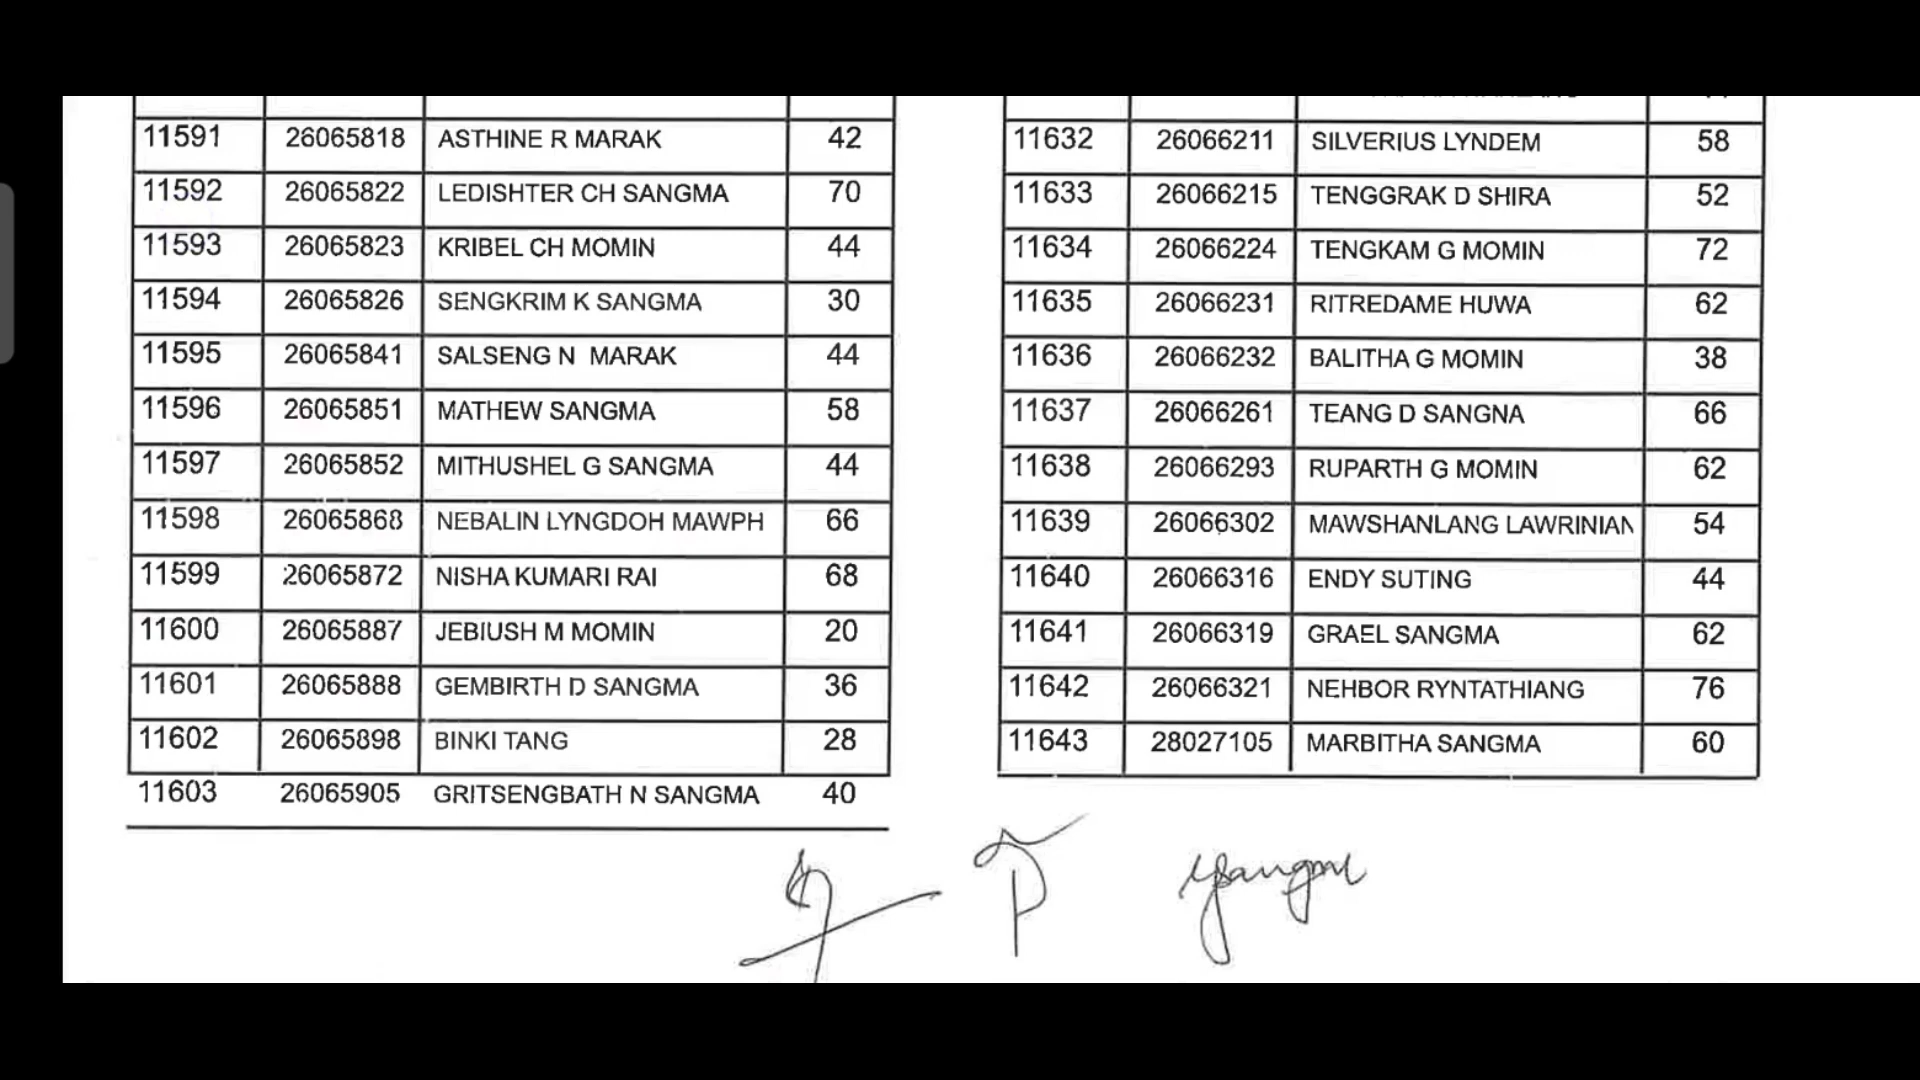 11591 26065818 ASTHINE R MARAK 42
11592 26065822 LEDISHTER CH SANGMA 70
11593 26065823 KRIBEL CH MOMIN 44
11594 26065826 SENGKRIM K SANGMA 30
11595 26065841 SALSENG N MARAK 44
11596 26065851 MATHEW SANGMA 58
11597 26065852 MITHUSHEL G SANGMA 44
11598 26065868 NEBALIN LYNGDOH MAWPH 66
11599 26065872 NISHA KUMARI RAI 68
11600 26065887 JEBIUSH M MOMIN 20
11601 26065888 GEMBIRTH D SANGMA 36
11602 26065898 BINKI TANG 28
11603 26065905 GRITSENGBATH N SANGMA 40
11632 26066211 SILVERIUS LYNDEM 58
11633 26066215 TENGGRAK D SHIRA 52
11634 26066224 TENGKAM G MOMIN 72
11635 26066231 RITREDAME HUWA 62
11636 26066232 BALITHA G MOMIN 38
11637 26066261 TEANG D SANGNA 66
11638 26066293 RUPARTH G MOMIN 62
11639 26066302 MAWSHANLANG LAWRINIAN 54
11640 26066316 ENDY SUTING 44
11641 26066319 GRAEL SANGMA 62
11642 26066321 NEHBOR RYNTATHIANG 76
11643 28027105 MARBITHA SANGMA 60